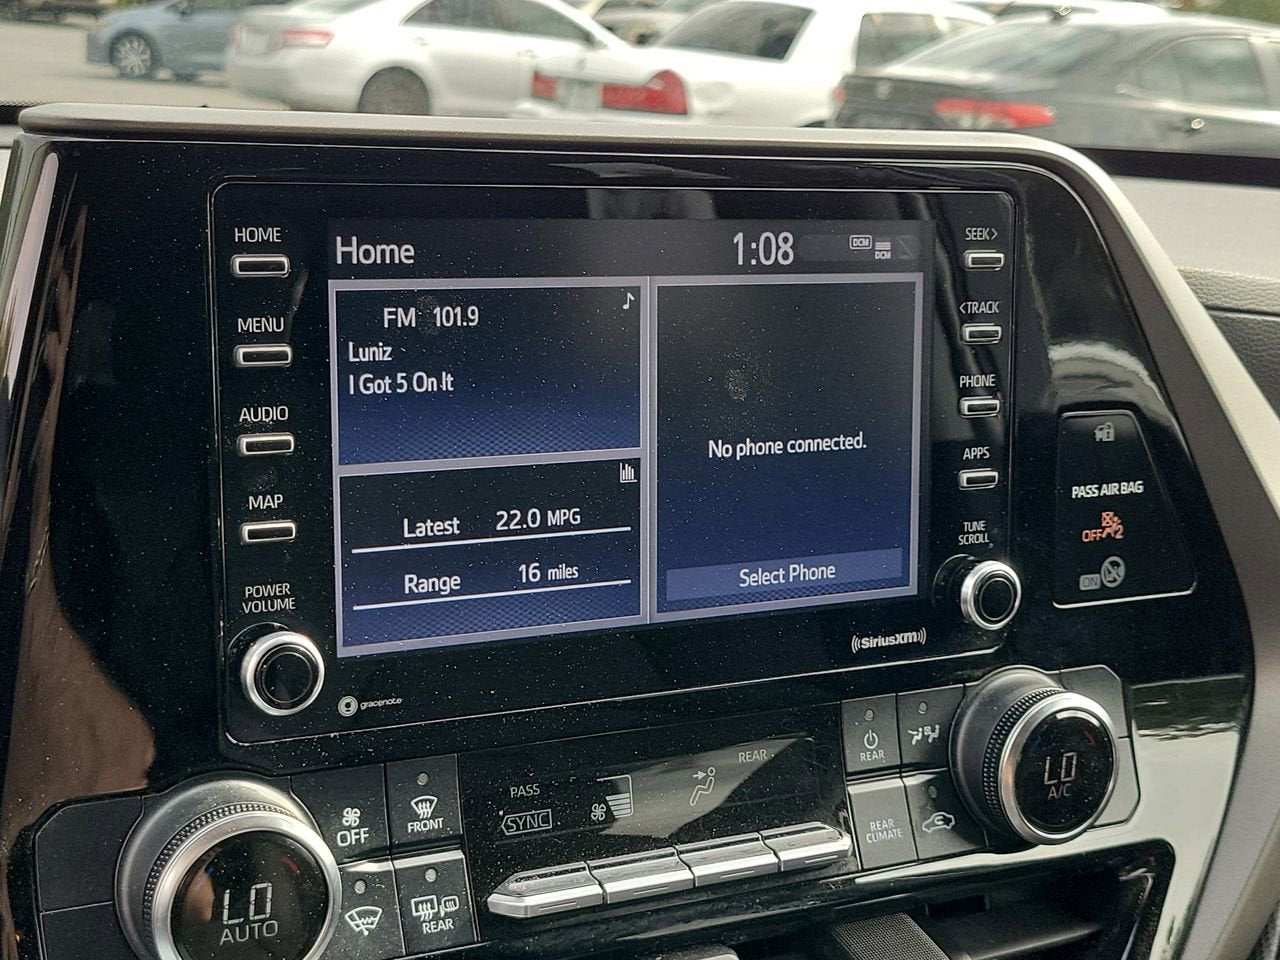 HOME
MENU
AUDIO
MAP
POWER
VOLUME
Home
1:08
DCM
DCM
FM 101.9
Luniz
I Got 5 On It
Latest 22.0 MPG
Range 16 miles
No phone connected.
Select Phone
SEEK>
<TRACK
PHONE
APPS
TUNE
SCROLL
SiriusXM
gracenote
PASS AIR BAG
OFF 2
ON
LO
AUTO
OFF
FRONT
REAR
PASS
SYNC
REAR
REAR
REAR
CLIMATE
LO
A/C